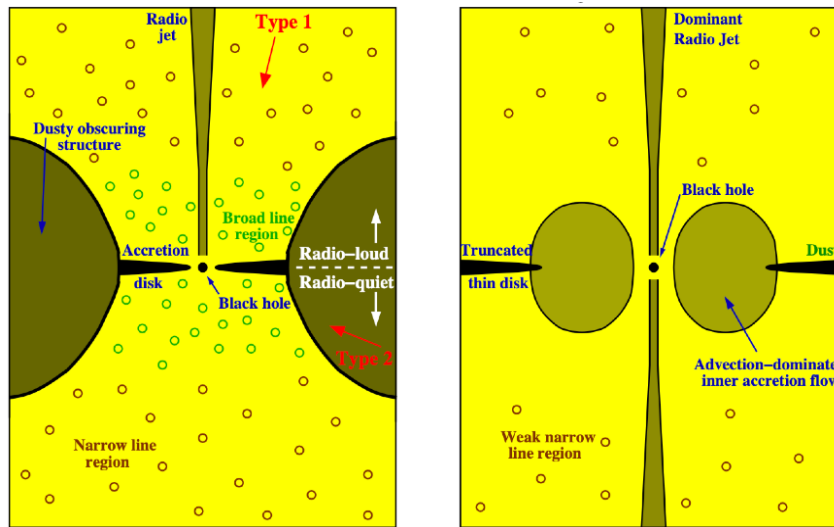 Radio
jet
Type 1
Dusty obscuring
structure
Broad line
region
Accretion
disk
Radio-loud
Radio-quiet
Black hole
Type 2
Narrow line
region
Dominant
Radio Jet
Black hole
Truncated
thin disk
Dust
Advection-dominate
inner accretion flow
Weak narrow
line region